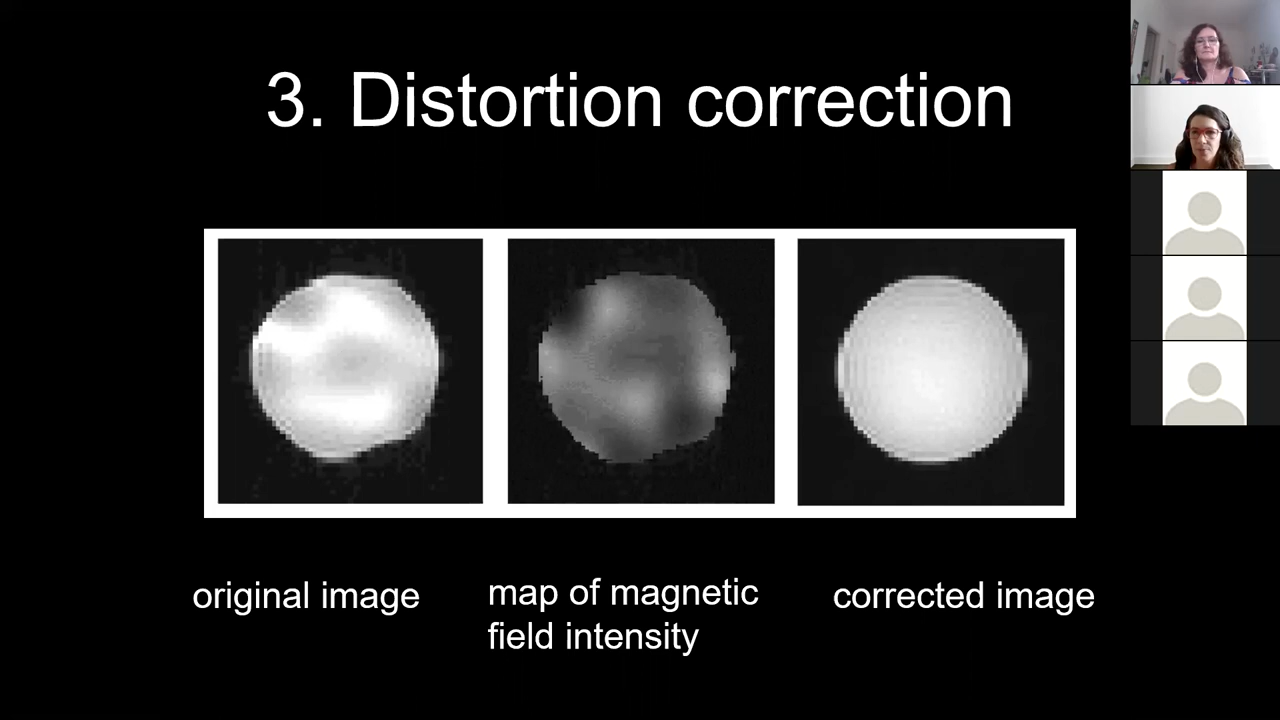 3. Distortion correction
original image
map of magnetic
field intensity
corrected image